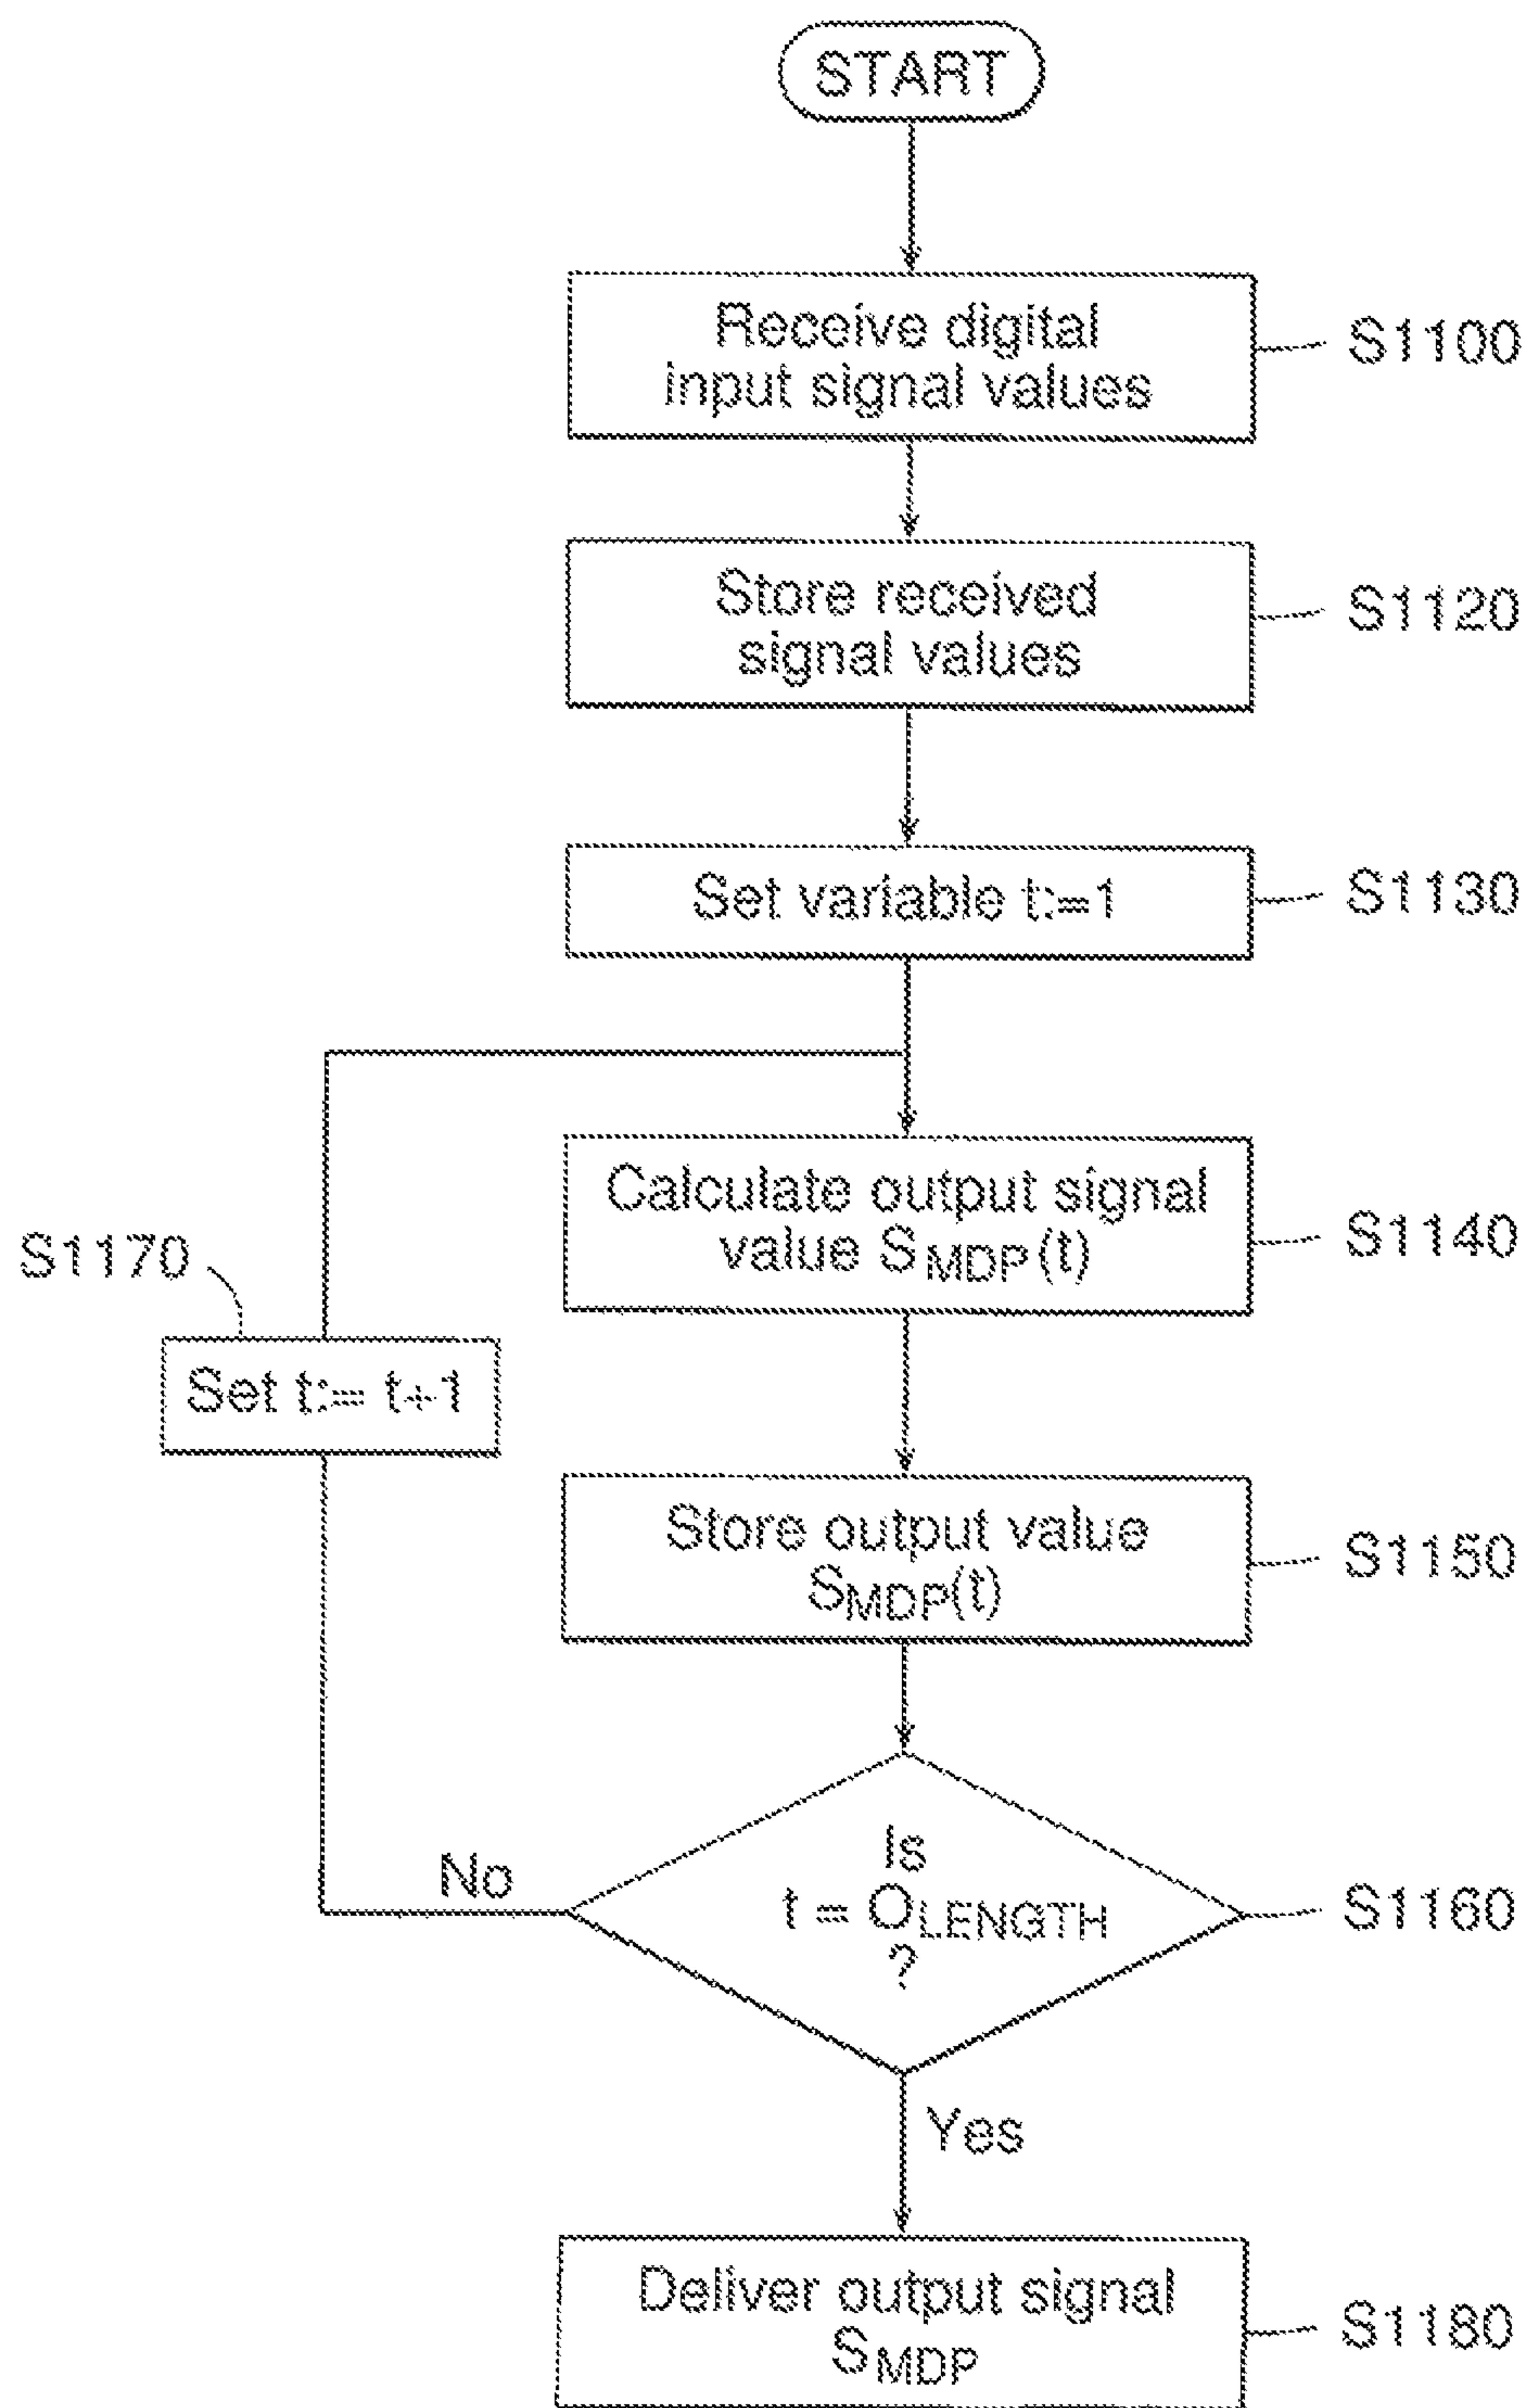 START
Receive digital
input signal values
S1100
Store received
signal values
S1120
Set variable t:=1
S1130
Calculate output signal
value SMDP(t)
S1140
S1170
Set t:= t+1
Store output value
SMDP(t)
S1150
Is
t = OLENGTH
?
S1160
No
Yes
Deliver output signal
SMDP
S1180